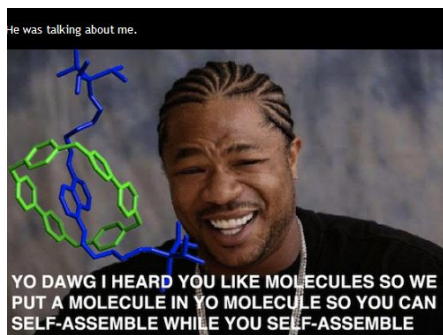 He was talking about me.
YO DAWG I HEARD YOU LIKE MOLECULES SO WE
PUT A MOLECULE IN YO MOLECULE SO YOU CAN
SELF-ASSEMBLE WHILE YOU SELF-ASSEMBLE